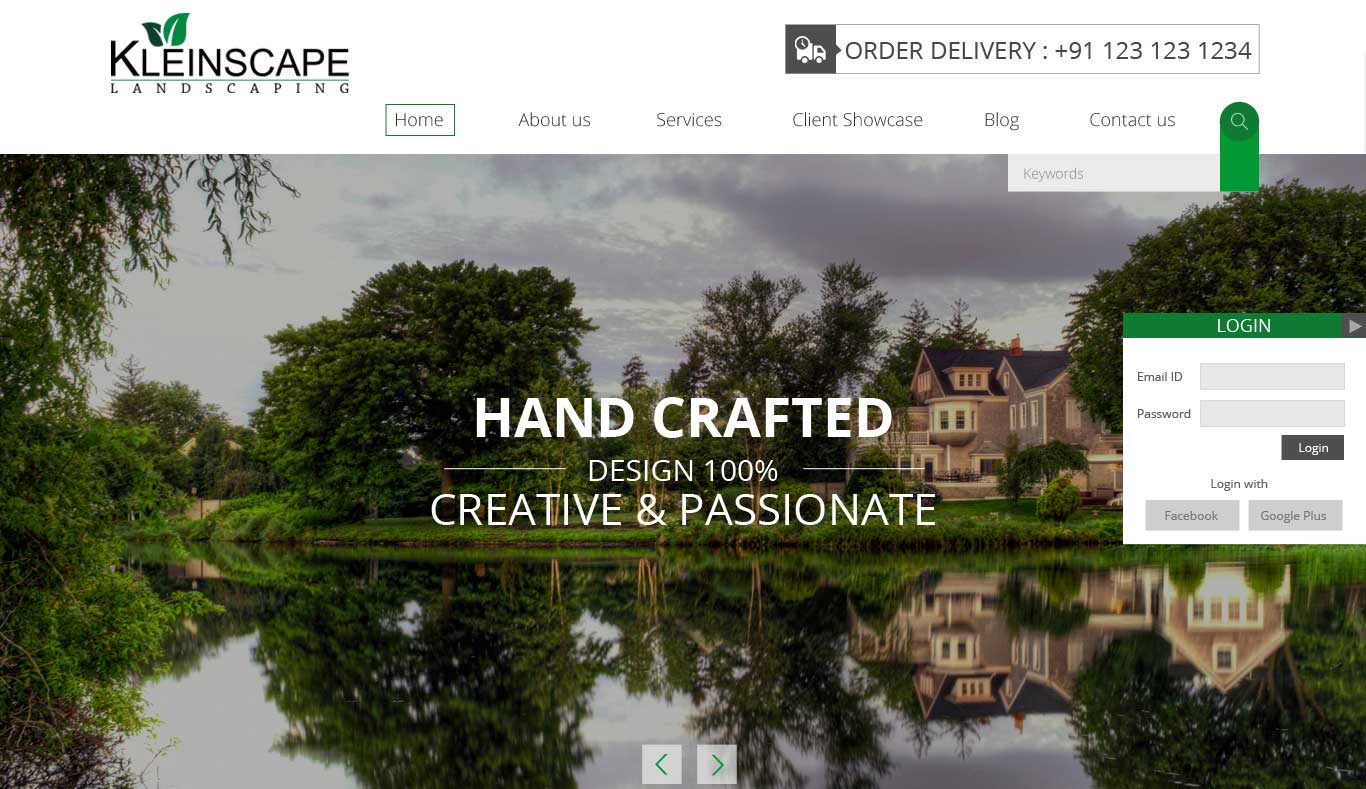 KLEINSCAPE
LANDSCAPING
ORDER DELIVERY : +91 123 123 1234
Home
About us
Services
Client Showcase
Blog
Contact us
Keywords
HAND CRAFTED
DESIGN 100%
CREATIVE & PASSIONATE
LOGIN
Email ID
Password
Login
Login with
Facebook
Google Plus